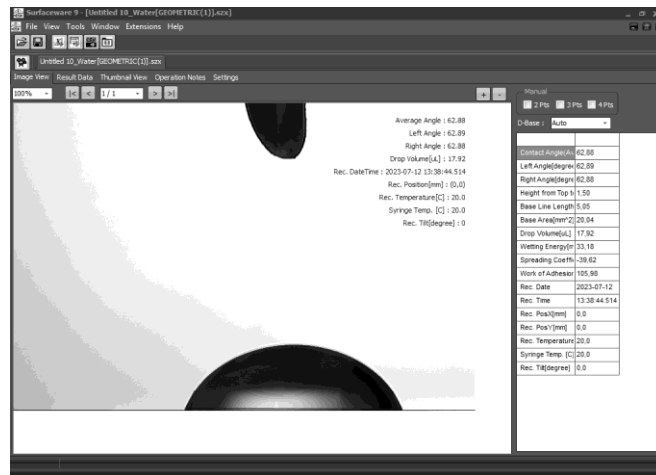 Surfaceware 9 - [Untitled 10_Water[GEOMETRIC(1)].szx]
File View Tools Window Extensions Help
Untitled 10_Water[GEOMETRIC(1)].szx
Image View Result Data Thumbnail View Operation Notes Settings
100% |< < 1 / 1 > >| + -
Average Angle : 62.88
Left Angle : 62.89
Right Angle : 62.88
Drop Volume[uL] : 17.92
Rec. DateTime : 2023-07-12 13:38:44.514
Rec. Position[mm] : (0,0)
Rec. Temperature[C] : 20.0
Syringe Temp. [C] : 20.0
Rec. Tilt[degree] : 0
Manual
2 Pts 3 Pts 4 Pts
D-Base : Auto
Contact Angle(Av 62,88
Left Angle[degree 62,89
Right Angle[degre 62,88
Height from Top t 1,50
Base Line Length 5,05
Base Area[mm^2] 20,04
Drop Volume[uL] 17,92
Wetting Energy[m 33,18
Spreading Coeffi -39,62
Work of Adhesior 105,98
Rec. Date 2023-07-12
Rec. Time 13:38:44.514
Rec. PosX[mm] 0,0
Rec. PosY[mm] 0,0
Rec. Temperature 20,0
Syringe Temp. [C] 20,0
Rec. Tilt[degree] 0,0